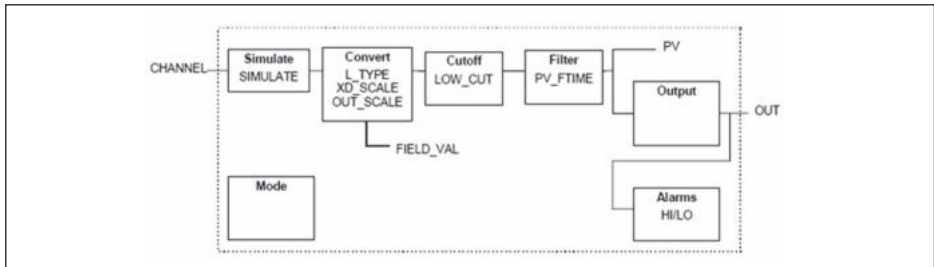 CHANNEL
Simulate
SIMULATE
Convert
L_TYPE
XD_SCALE
OUT_SCALE
Cutoff
LOW_CUT
Filter
PV_FTIME
PV
Output
OUT
FIELD_VAL
Mode
Alarms
HI/LO